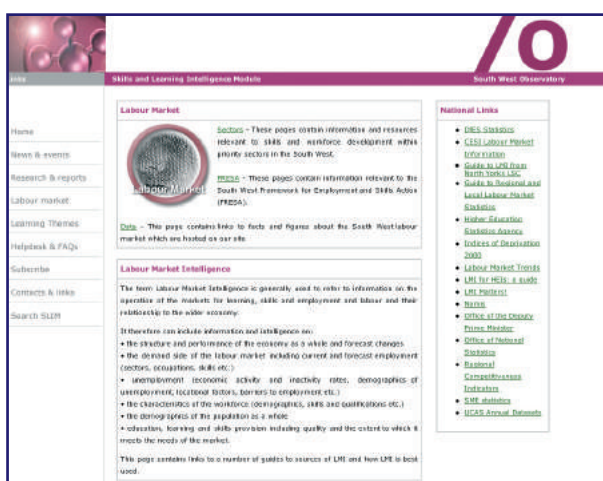 /o
links
Skills and Learning Intelligence Module
South West Observatory
Home
News & events
Research & reports
Labour market
Learning Themes
Helpdesk & FAQs
Subscribe
Contacts & links
Search SLIM
Labour Market
Labour Market
Sectors - These pages contain information and resources
relevant to skills and workforce development within
priority sectors in the South West.
FRESA - These pages contain information relevant to the
South West Framework for Employment and Skills Action
(FRESA).
Data - This page contains links to facts and figures about the South West labour
market which are hosted on our site
Labour Market Intelligence
The term Labour Market Intelligence is generally used to refer to information on the
operation of the markets for learning, skills and employment and labour and their
relationship to the wider economy.
It therefore can include information and intelligence on:
• the structure and performance of the economy as a whole and forecast changes
• the demand side of the labour market including current and forecast employment
(sectors, occupations, skills etc.)
• unemployment (economic activity and inactivity rates, demographics of
unemployment, locational factors, barriers to employment etc.)
• the characteristics of the workforce (demographics, skills and qualifications etc.)
• the demographics of the population as a whole
• education, learning and skills provision including quality and the extent to which it
meets the needs of the market.
This page contains links to a number of guides to sources of LMI and how LMI is best
used.
National Links
• DfES Statistics
• CESI Labour Market
Information
• Guide to LMI from
North Yorks LSC
• Guide to Regional and
Local Labour Market
Statistics
• Higher Education
Statistics Agency
• Indices of Deprivation
2000
• Labour Market Trends
• LMI for HEIs: a guide
• LMI Matters!
• Nomis
• Office of the Deputy
Prime Minister
• Office of National
Statistics
• Regional
Competitiveness
Indicators
• SME statistics
• UCAS Annual Datasets